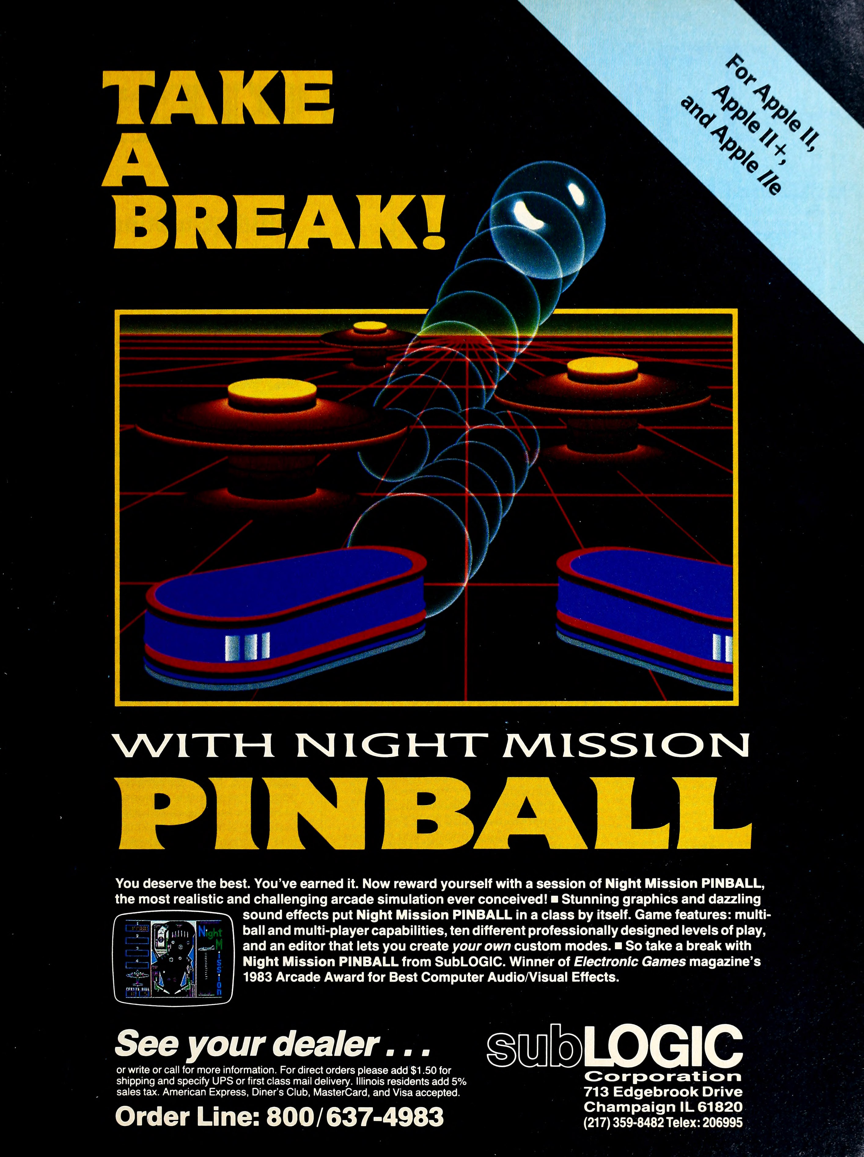 For Apple II,
Apple II+,
and Apple //e
TAKE
A
BREAK!
WITH NIGHT MISSION
PINBALL
You deserve the best. You've earned it. Now reward yourself with a session of Night Mission PINBALL,
the most realistic and challenging arcade simulation ever conceived! ■ Stunning graphics and dazzling
sound effects put Night Mission PINBALL in a class by itself. Game features: multi-
ball and multi-player capabilities, ten different professionally designed levels of play,
and an editor that lets you create your own custom modes. ■ So take a break with
Night Mission PINBALL from SubLOGIC. Winner of Electronic Games magazine's
1983 Arcade Award for Best Computer Audio/Visual Effects.
Night
Mission
See your dealer . . .
or write or call for more information. For direct orders please add $1.50 for
shipping and specify UPS or first class mail delivery. Illinois residents add 5%
sales tax. American Express, Diner's Club, MasterCard, and Visa accepted.
Order Line: 800/637-4983
subLOGIC
Corporation
713 Edgebrook Drive
Champaign IL 61820
(217) 359-8482 Telex: 206995